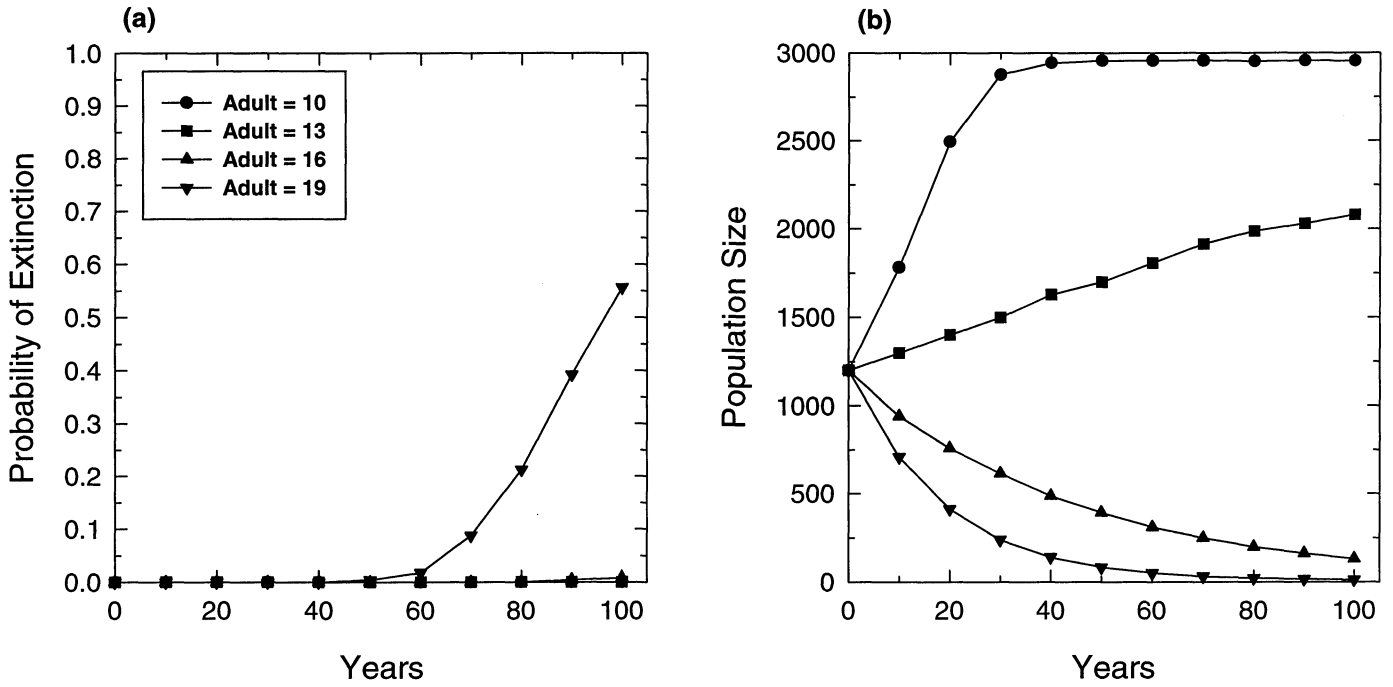 (a)
Probability of Extinction
1.0
0.9
0.8
0.7
0.6
0.5
0.4
0.3
0.2
0.1
0.0
Adult = 10
Adult = 13
Adult = 16
Adult = 19
0 20 40 60 80 100
Years
(b)
Population Size
3000
2500
2000
1500
1000
500
0
0 20 40 60 80 100
Years